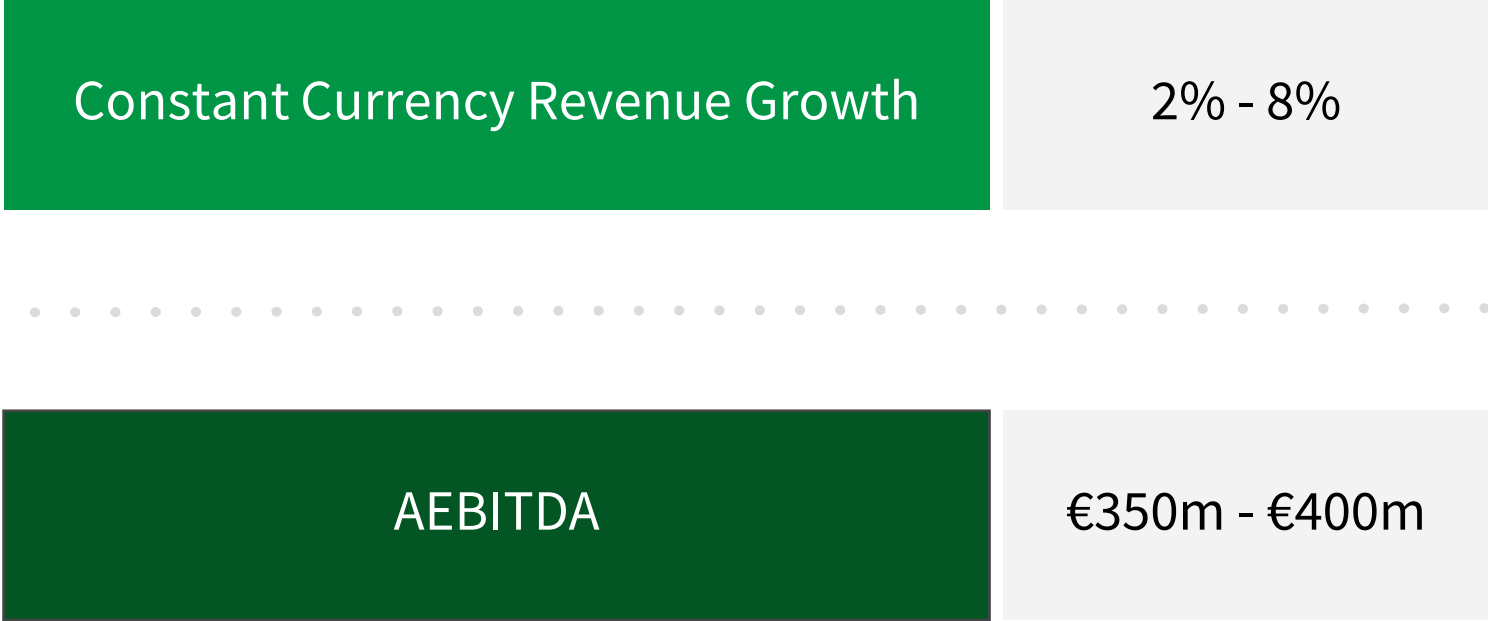 Constant Currency Revenue Growth 2% - 8%
AEBITDA €350m - €400m